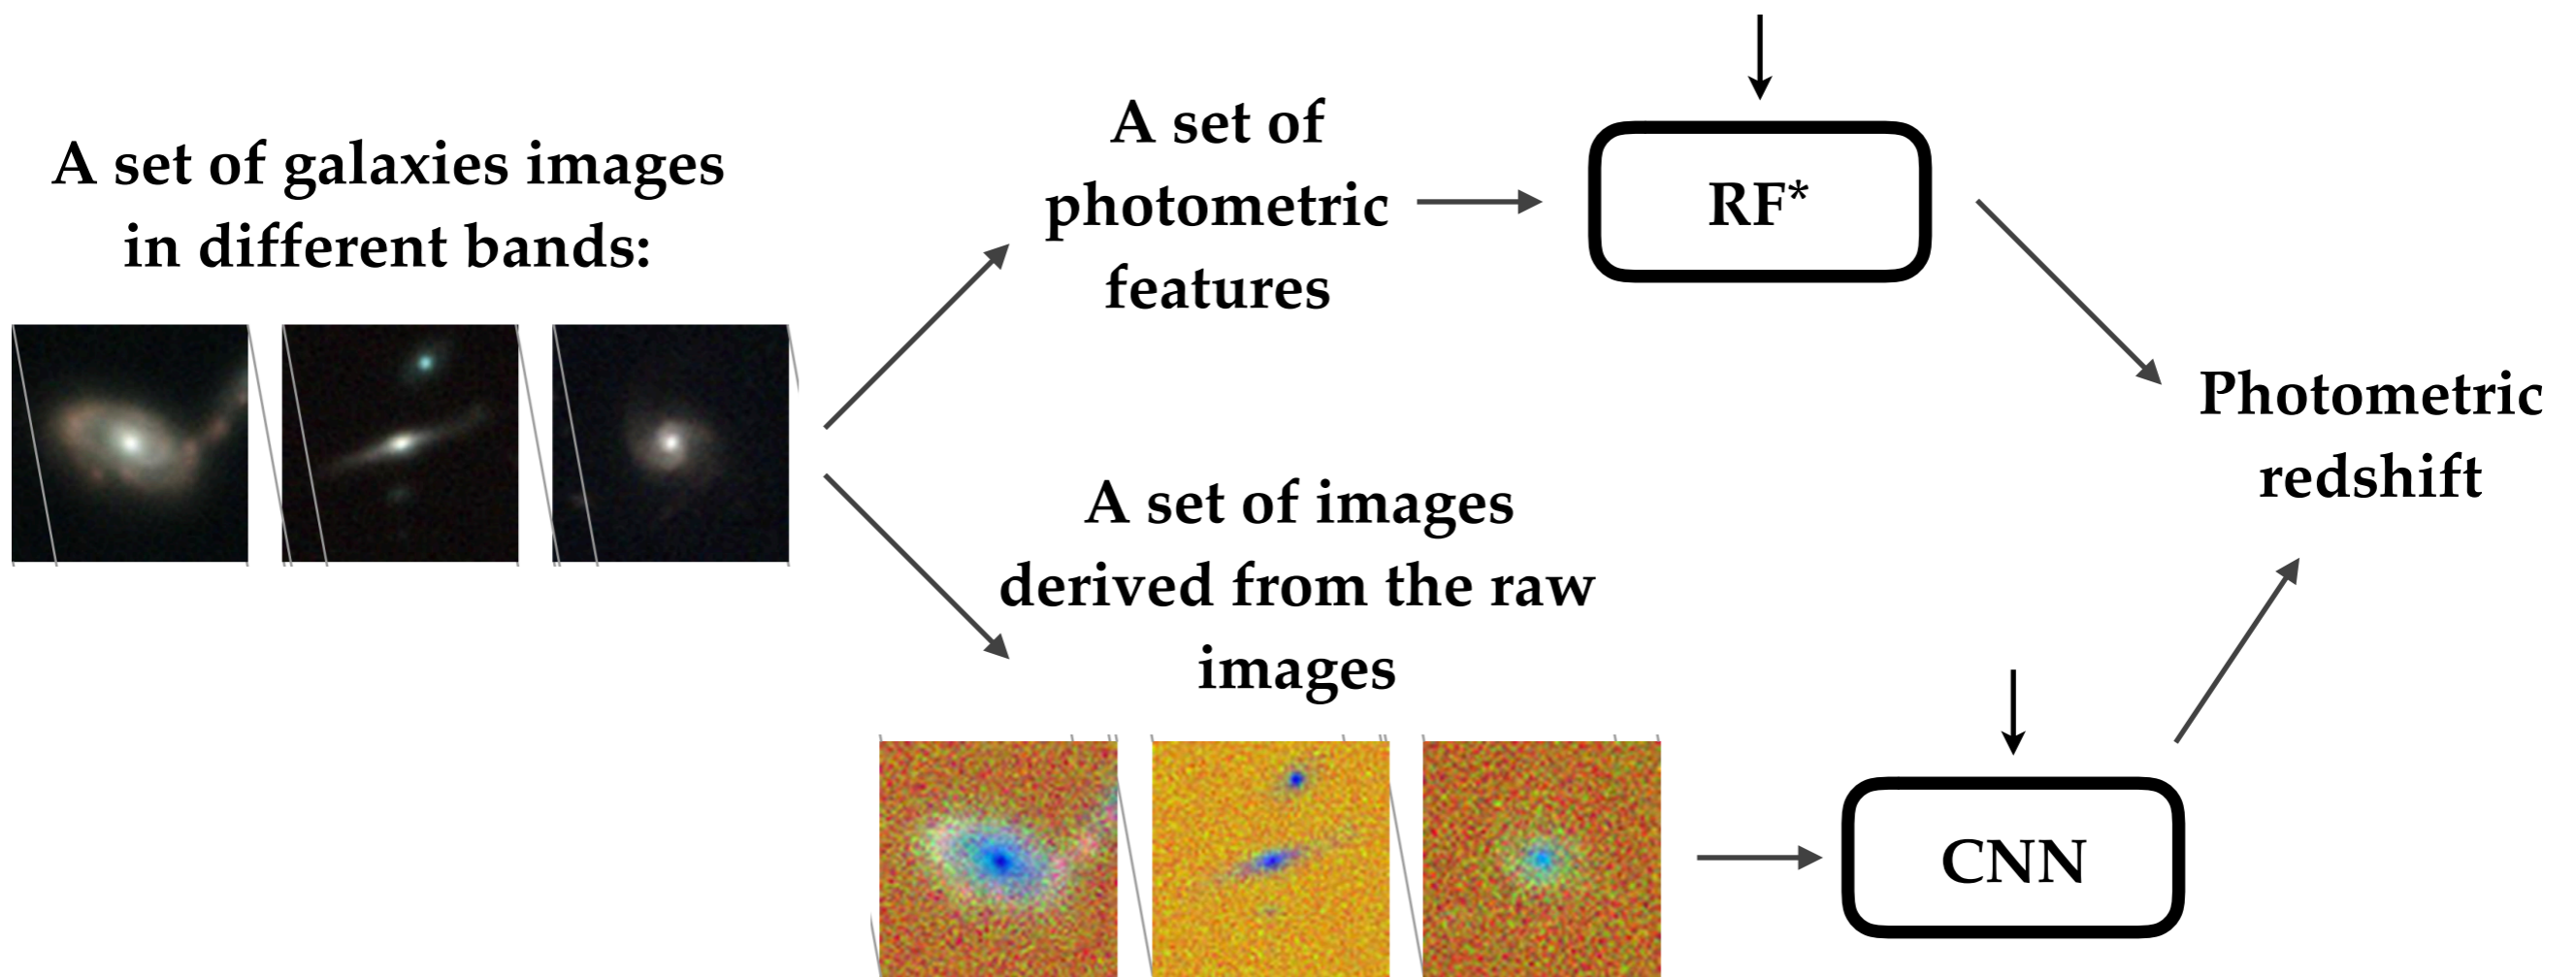 A set of galaxies images
in different bands:
A set of
photometric
features
RF*
Photometric
redshift
A set of images
derived from the raw
images
CNN